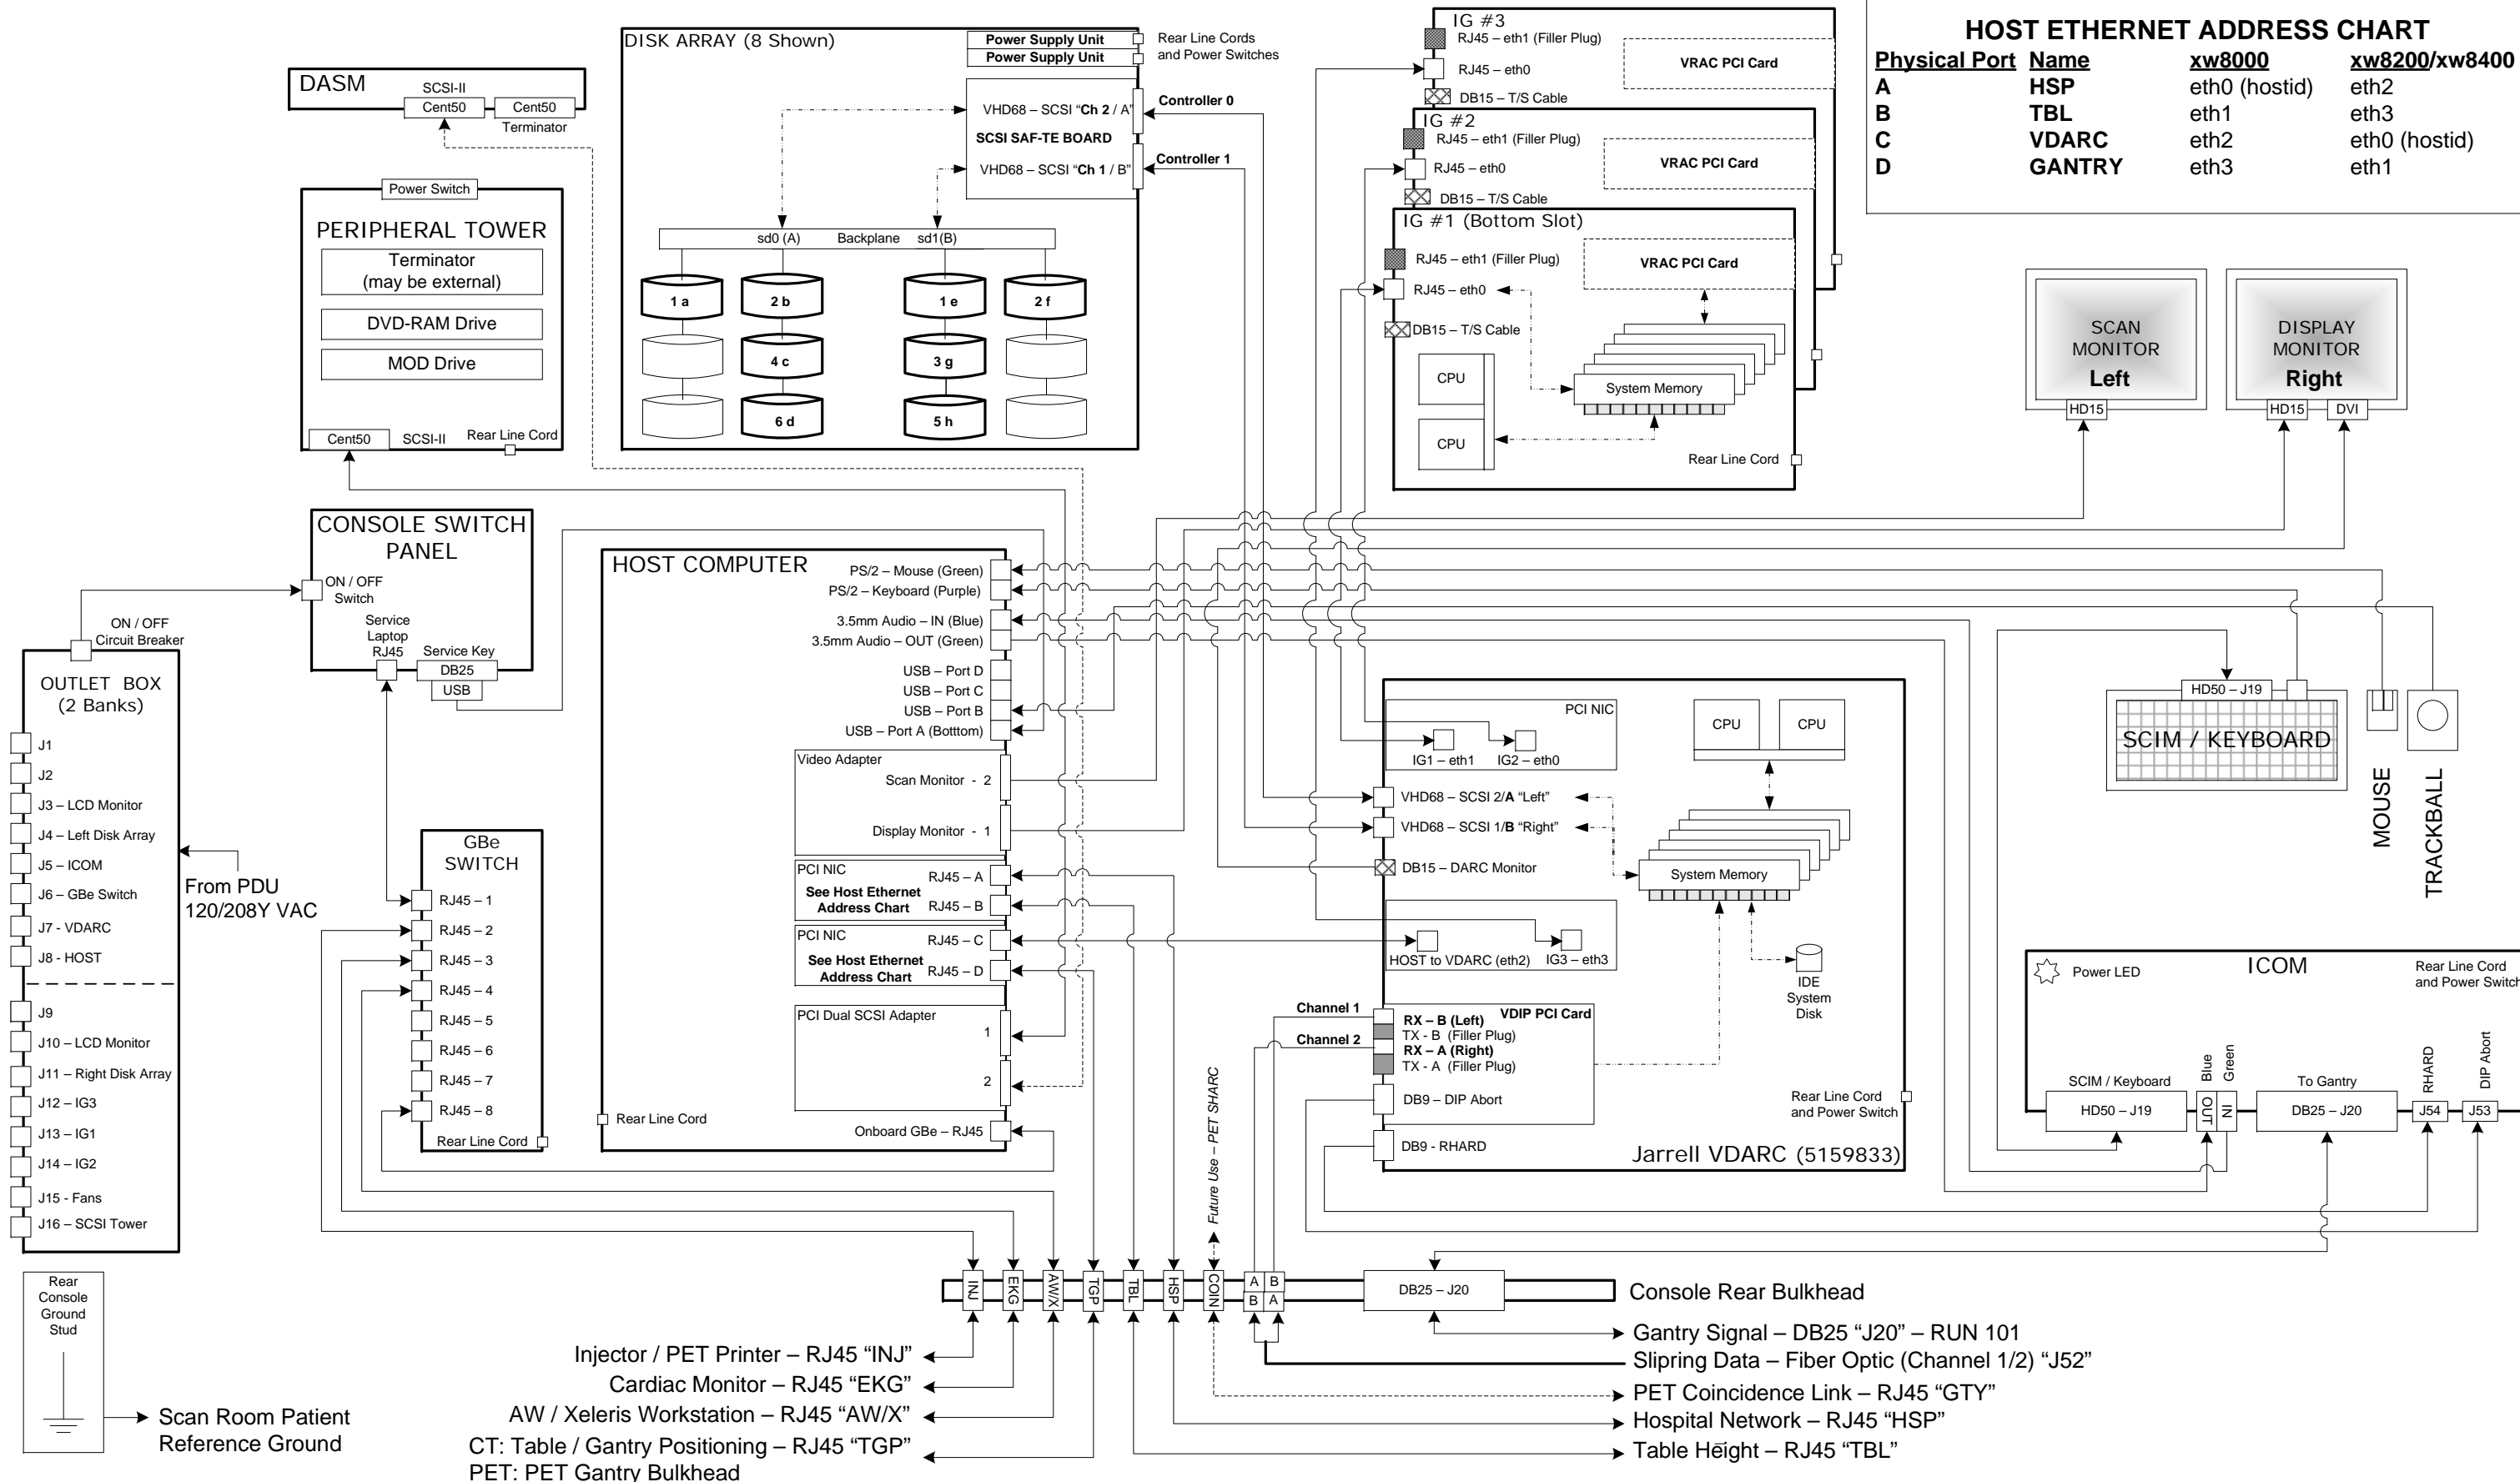 DASM
SCSI-II
Cent50
Cent50
Terminator
Power Switch
PERIPHERAL TOWER
Terminator
(may be external)
DVD-RAM Drive
MOD Drive
Cent50
SCSI-II
Rear Line Cord
DISK ARRAY (8 Shown)
Power Supply Unit
Power Supply Unit
Rear Line Cords
and Power Switches
VHD68 – SCSI “Ch 2 / A”
SCSI SAF-TE BOARD
VHD68 – SCSI “Ch 1 / B”
Controller 0
Controller 1
sd0 (A)
Backplane
sd1(B)
1 a
2 b
1 e
2 f
4 c
3 g
6 d
5 h
IG #3
RJ45 – eth1 (Filler Plug)
RJ45 – eth0
DB15 – T/S Cable
VRAC PCI Card
IG #2
RJ45 – eth1 (Filler Plug)
RJ45 – eth0
DB15 – T/S Cable
VRAC PCI Card
IG #1 (Bottom Slot)
RJ45 – eth1 (Filler Plug)
RJ45 – eth0
DB15 – T/S Cable
VRAC PCI Card
CPU
CPU
System Memory
Rear Line Cord
HOST ETHERNET ADDRESS CHART
Physical Port Name xw8000 xw8200/xw8400
A HSP eth0 (hostid) eth2
B TBL eth1 eth3
C VDARC eth2 eth0 (hostid)
D GANTRY eth3 eth1
SCAN
MONITOR
Left
HD15
DISPLAY
MONITOR
Right
HD15
DVI
CONSOLE SWITCH
PANEL
ON / OFF
Switch
Service
Laptop
RJ45
Service Key
DB25
USB
ON / OFF
Circuit Breaker
OUTLET BOX
(2 Banks)
J1
J2
J3 – LCD Monitor
J4 – Left Disk Array
J5 – ICOM
J6 – GBe Switch
J7 - VDARC
J8 - HOST
J9
J10 – LCD Monitor
J11 – Right Disk Array
J12 – IG3
J13 – IG1
J14 – IG2
J15 - Fans
J16 – SCSI Tower
From PDU
120/208Y VAC
GBe
SWITCH
RJ45 – 1
RJ45 – 2
RJ45 – 3
RJ45 – 4
RJ45 – 5
RJ45 – 6
RJ45 – 7
RJ45 – 8
Rear Line Cord
HOST COMPUTER
PS/2 – Mouse (Green)
PS/2 – Keyboard (Purple)
3.5mm Audio – IN (Blue)
3.5mm Audio – OUT (Green)
USB – Port D
USB – Port C
USB – Port B
USB – Port A (Botttom)
Video Adapter
Scan Monitor - 2
Display Monitor - 1
PCI NIC
RJ45 – A
See Host Ethernet
Address Chart
RJ45 – B
PCI NIC
RJ45 – C
See Host Ethernet
Address Chart
RJ45 – D
PCI Dual SCSI Adapter
1
2
Rear Line Cord
Onboard GBe – RJ45
PCI NIC
IG1 – eth1
IG2 – eth0
CPU
CPU
VHD68 – SCSI 2/A “Left”
VHD68 – SCSI 1/B “Right”
DB15 – DARC Monitor
System Memory
HOST to VDARC (eth2)
IG3 – eth3
IDE
System
Disk
Channel 1
Channel 2
RX – B (Left)
VDIP PCI Card
TX - B (Filler Plug)
RX – A (Right)
TX - A (Filler Plug)
DB9 – DIP Abort
DB9 - RHARD
Rear Line Cord
and Power Switch
Jarrell VDARC (5159833)
HD50 – J19
SCIM / KEYBOARD
MOUSE
TRACKBALL
Power LED
ICOM
Rear Line Cord
and Power Switch
SCIM / Keyboard
HD50 – J19
Blue
Green
OUT
IN
To Gantry
DB25 – J20
RHARD
J54
DIP Abort
J53
Future Use – PET SHARC
INJ
EKG
AW/X
TGP
TBL
HSP
COIN
A B
B A
DB25 – J20
Console Rear Bulkhead
Rear
Console
Ground
Stud
Scan Room Patient
Reference Ground
Injector / PET Printer – RJ45 “INJ”
Cardiac Monitor – RJ45 “EKG”
AW / Xeleris Workstation – RJ45 “AW/X”
CT: Table / Gantry Positioning – RJ45 “TGP”
PET: PET Gantry Bulkhead
Gantry Signal – DB25 “J20” – RUN 101
Slipring Data – Fiber Optic (Channel 1/2) “J52”
PET Coincidence Link – RJ45 “GTY”
Hospital Network – RJ45 “HSP”
Table Height – RJ45 “TBL”